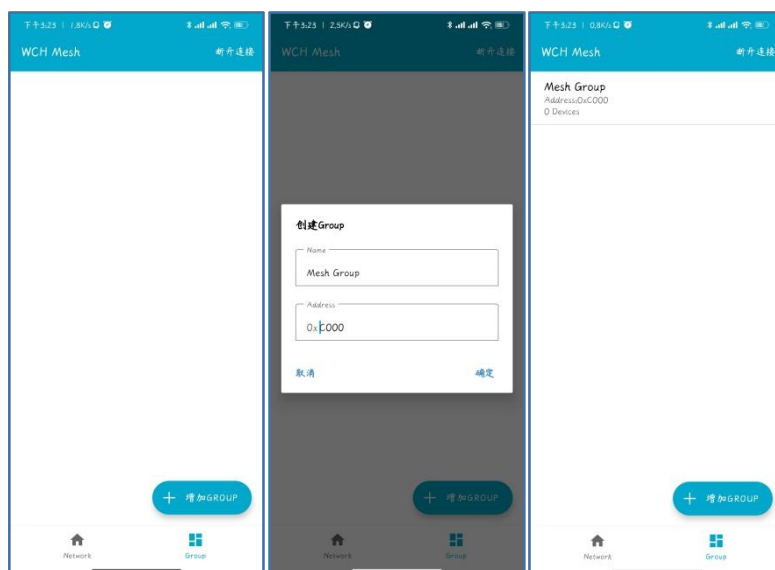 下午3:23 | 1.8K/s
WCH Mesh 断开连接
+ 增加GROUP
Network Group
下午3:23 | 2.5K/s
WCH Mesh 断开连接
创建Group
Name
Mesh Group
Address
0xC000
取消 确定
+ 增加GROUP
Network Group
下午3:23 | 0.8K/s
WCH Mesh 断开连接
Mesh Group
Address:0xC000
0 Devices
+ 增加GROUP
Network Group